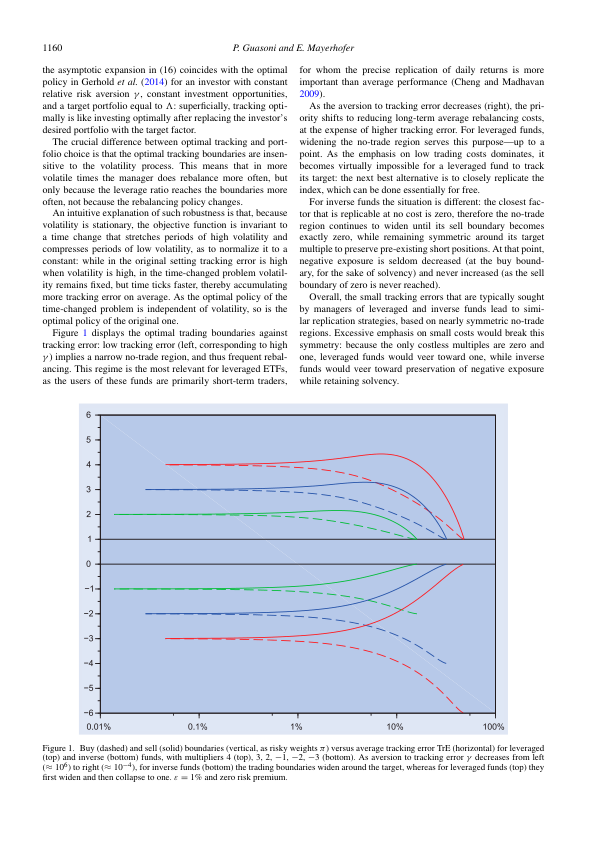 1160
P. Guasoni and E. Mayerhofer
the asymptotic expansion in (16) coincides with the optimal
policy in Gerhold et al. (2014) for an investor with constant
relative risk aversion γ, constant investment opportunities,
and a target portfolio equal to Λ: superficially, tracking opti-
mally is like investing optimally after replacing the investor's
desired portfolio with the target factor.
The crucial difference between optimal tracking and port-
folio choice is that the optimal tracking boundaries are insen-
sitive to the volatility process. This means that in more
volatile times the manager does rebalance more often, but
only because the leverage ratio reaches the boundaries more
often, not because the rebalancing policy changes.
An intuitive explanation of such robustness is that, because
volatility is stationary, the objective function is invariant to
a time change that stretches periods of high volatility and
compresses periods of low volatility, as to normalize it to a
constant: while in the original setting tracking error is high
when volatility is high, in the time-changed problem volatil-
ity remains fixed, but time ticks faster, thereby accumulating
more tracking error on average. As the optimal policy of the
time-changed problem is independent of volatility, so is the
optimal policy of the original one.
Figure 1 displays the optimal trading boundaries against
tracking error: low tracking error (left, corresponding to high
γ) implies a narrow no-trade region, and thus frequent rebal-
ancing. This regime is the most relevant for leveraged ETFs,
as the users of these funds are primarily short-term traders,
for whom the precise replication of daily returns is more
important than average performance (Cheng and Madhavan
2009).
As the aversion to tracking error decreases (right), the pri-
ority shifts to reducing long-term average rebalancing costs,
at the expense of higher tracking error. For leveraged funds,
widening the no-trade region serves this purpose—up to a
point. As the emphasis on low trading costs dominates, it
becomes virtually impossible for a leveraged fund to track
its target: the next best alternative is to closely replicate the
index, which can be done essentially for free.
For inverse funds the situation is different: the closest fac-
tor that is replicable at no cost is zero, therefore the no-trade
region continues to widen until its sell boundary becomes
exactly zero, while remaining symmetric around its target
multiple to preserve pre-existing short positions. At that point,
negative exposure is seldom decreased (at the buy bound-
ary, for the sake of solvency) and never increased (as the sell
boundary of zero is never reached).
Overall, the small tracking errors that are typically sought
by managers of leveraged and inverse funds lead to simi-
lar replication strategies, based on nearly symmetric no-trade
regions. Excessive emphasis on small costs would break this
symmetry: because the only costless multiples are zero and
one, leveraged funds would veer toward one, while inverse
funds would veer toward preservation of negative exposure
while retaining solvency.
6
5
4
3
2
1
0
−1
−2
−3
−4
−5
−6
0.01% 0.1% 1% 10% 100%
Figure 1. Buy (dashed) and sell (solid) boundaries (vertical, as risky weights π) versus average tracking error TrE (horizontal) for leveraged
(top) and inverse (bottom) funds, with multipliers 4 (top), 3, 2, −1, −2, −3 (bottom). As aversion to tracking error γ decreases from left
(≈ 10⁶) to right (≈ 10⁻⁴), for inverse funds (bottom) the trading boundaries widen around the target, whereas for leveraged funds (top) they
first widen and then collapse to one. ε = 1% and zero risk premium.